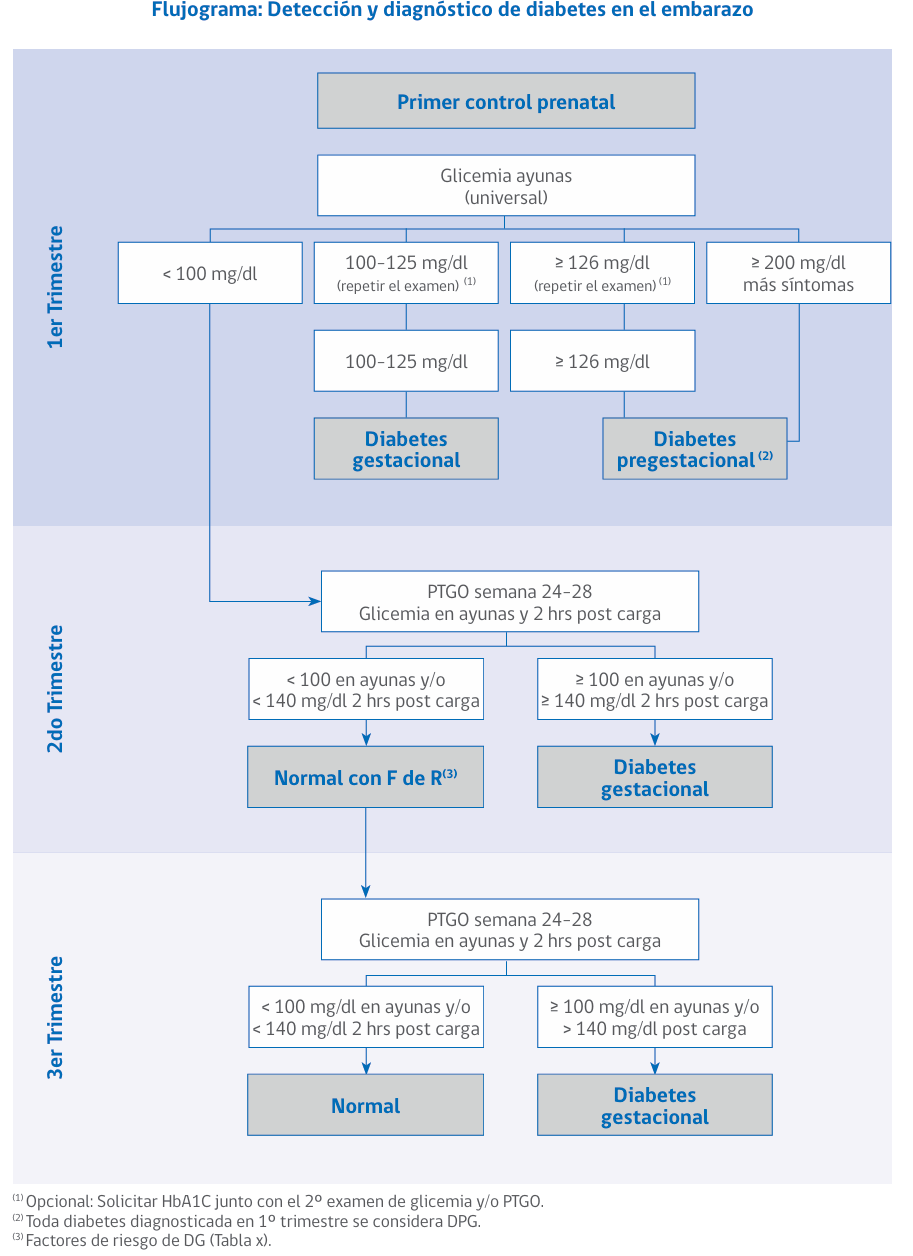 Flujograma: Detección y diagnóstico de diabetes en el embarazo
1er Trimestre
Primer control prenatal
Glicemia ayunas
(universal)
< 100 mg/dl
100-125 mg/dl
(repetir el examen) (1)
≥ 126 mg/dl
(repetir el examen) (1)
≥ 200 mg/dl
más síntomas
100-125 mg/dl
≥ 126 mg/dl
Diabetes
gestacional
Diabetes
pregestacional (2)
2do Trimestre
PTGO semana 24-28
Glicemia en ayunas y 2 hrs post carga
< 100 en ayunas y/o
< 140 mg/dl 2 hrs post carga
≥ 100 en ayunas y/o
≥ 140 mg/dl 2 hrs post carga
Normal con F de R(3)
Diabetes
gestacional
3er Trimestre
PTGO semana 24-28
Glicemia en ayunas y 2 hrs post carga
< 100 mg/dl en ayunas y/o
< 140 mg/dl 2 hrs post carga
≥ 100 mg/dl en ayunas y/o
> 140 mg/dl post carga
Normal
Diabetes
gestacional
(1) Opcional: Solicitar HbA1C junto con el 2º examen de glicemia y/o PTGO.
(2) Toda diabetes diagnosticada en 1º trimestre se considera DPG.
(3) Factores de riesgo de DG (Tabla x).